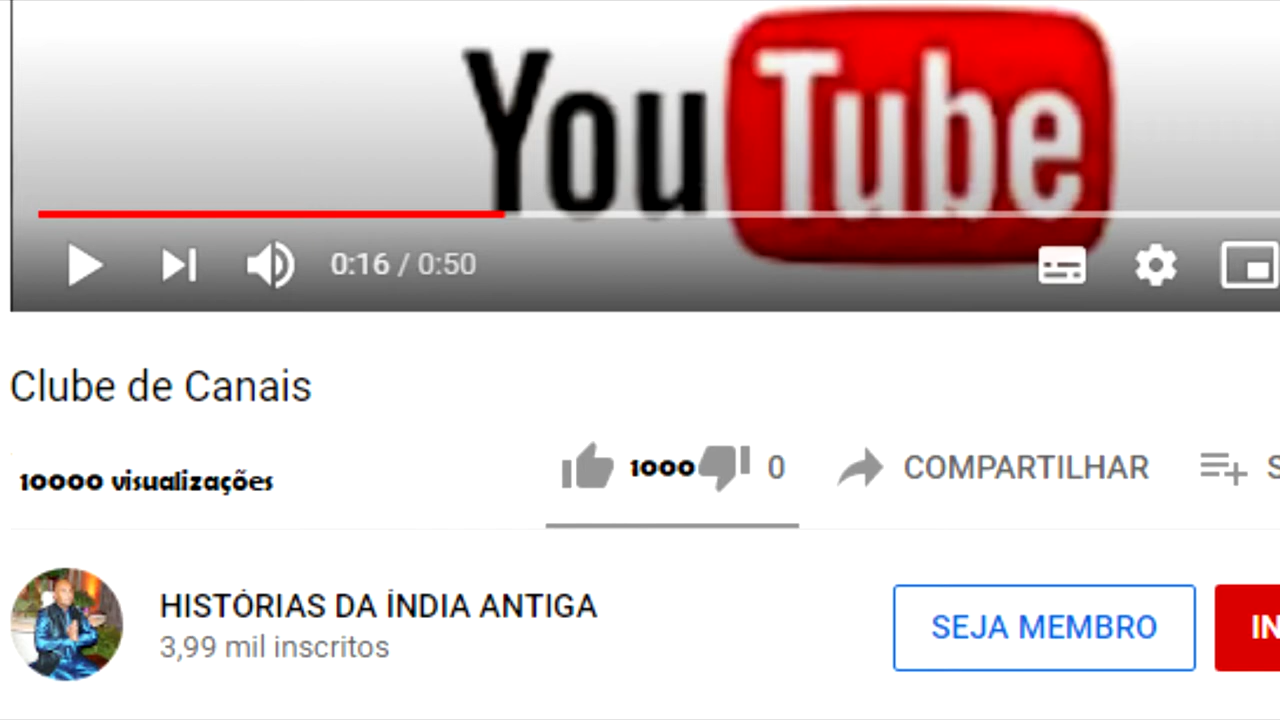 YouTube
0:16 / 0:50
Clube de Canais
10000 visualizações
1000 0 COMPARTILHAR S
HISTÓRIAS DA ÍNDIA ANTIGA
3,99 mil inscritos
SEJA MEMBRO
IN